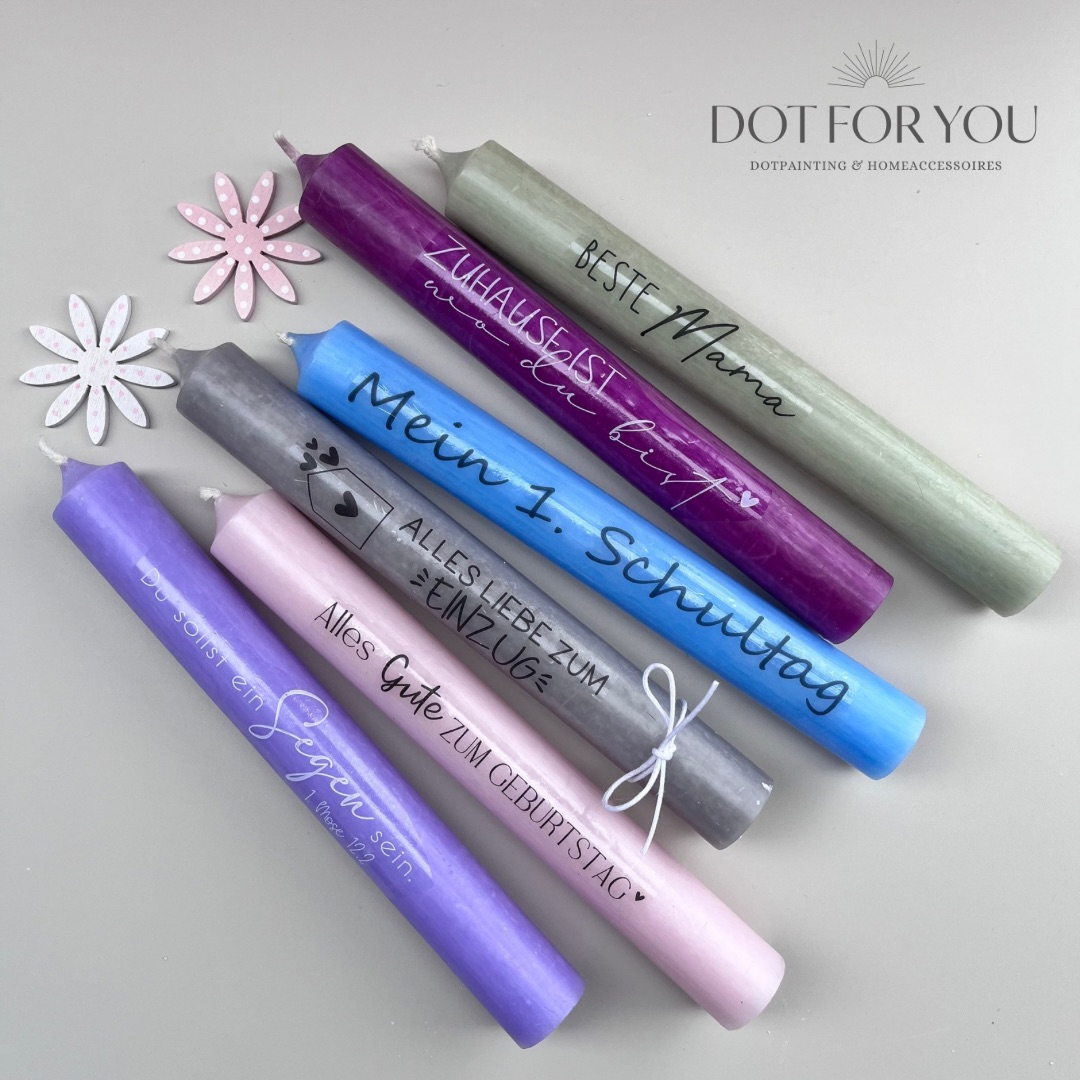 DOT FOR YOU
DOTPAINTING & HOMEACCESSOIRES
BESTE Mama
ZUHAUSE IST
wo du bist
Mein 1. Schultag
ALLES LIEBE ZUM
EINZUG
Alles Gute ZUM GEBURTSTAG
Du sollst ein Segen sein.
1. Mose 12,2